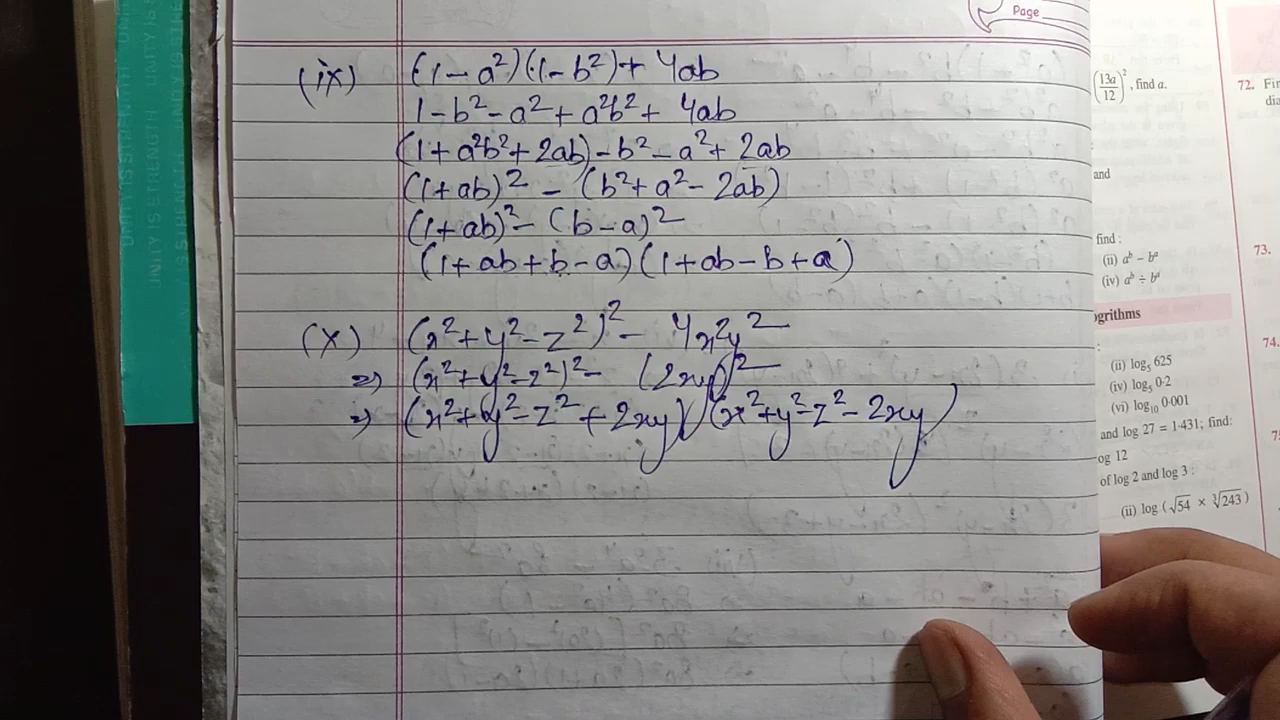 Page
(ix) (1-a²)(1-b²)+4ab
1-b²-a²+a²b²+4ab
(1+a²b²+2ab)-b²-a²+2ab
(1+ab)²-(b²+a²-2ab)
(1+ab)²-(b-a)²
(1+ab+b-a)(1+ab-b+a)
(x) (x²+y²-z²)²-4x²y²
⇒ (x²+y²-z²)²-(2xy)²
⇒ (x²+y²-z²+2xy)(x²+y²-z²-2xy)
(13a/12)², find a.
and
find :
(ii) aᵇ – bᵃ
(iv) aᵇ ÷ bᵃ
ogrithms
:
(ii) log₅ 625
(iv) log₅ 0·2
(vi) log₁₀ 0·001
and log 27 = 1·431; find:
og 12
of log 2 and log 3 :
(ii) log (√54 × ∛243)
72. Fin
dia
73.
74.
UNITY IS STRENGTH UNITY IS